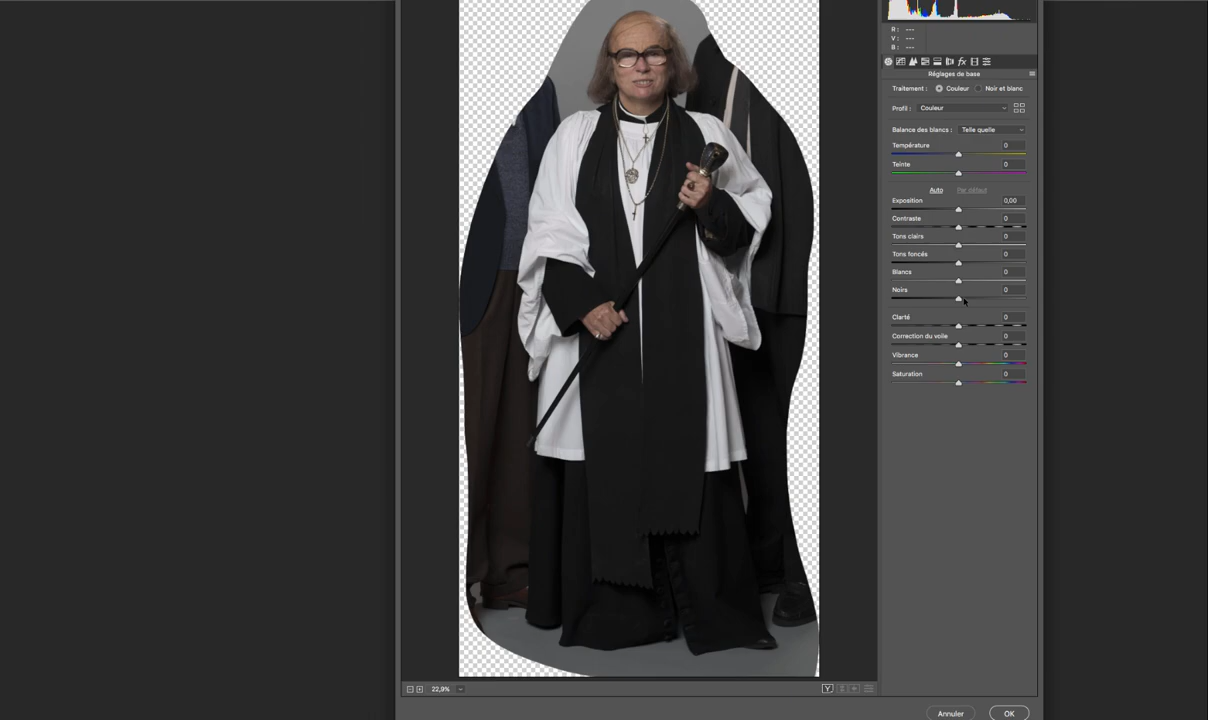 R : ---
V : ---
B : ---
fx
Réglages de base
Traitement : Couleur Noir et blanc
Profil : Couleur
Balance des blancs : Telle quelle
Température 0
Teinte 0
Auto Par défaut
Exposition 0,00
Contraste 0
Tons clairs 0
Tons foncés 0
Blancs 0
Noirs 0
Clarté 0
Correction du voile 0
Vibrance 0
Saturation 0
22,9% Y
Annuler OK